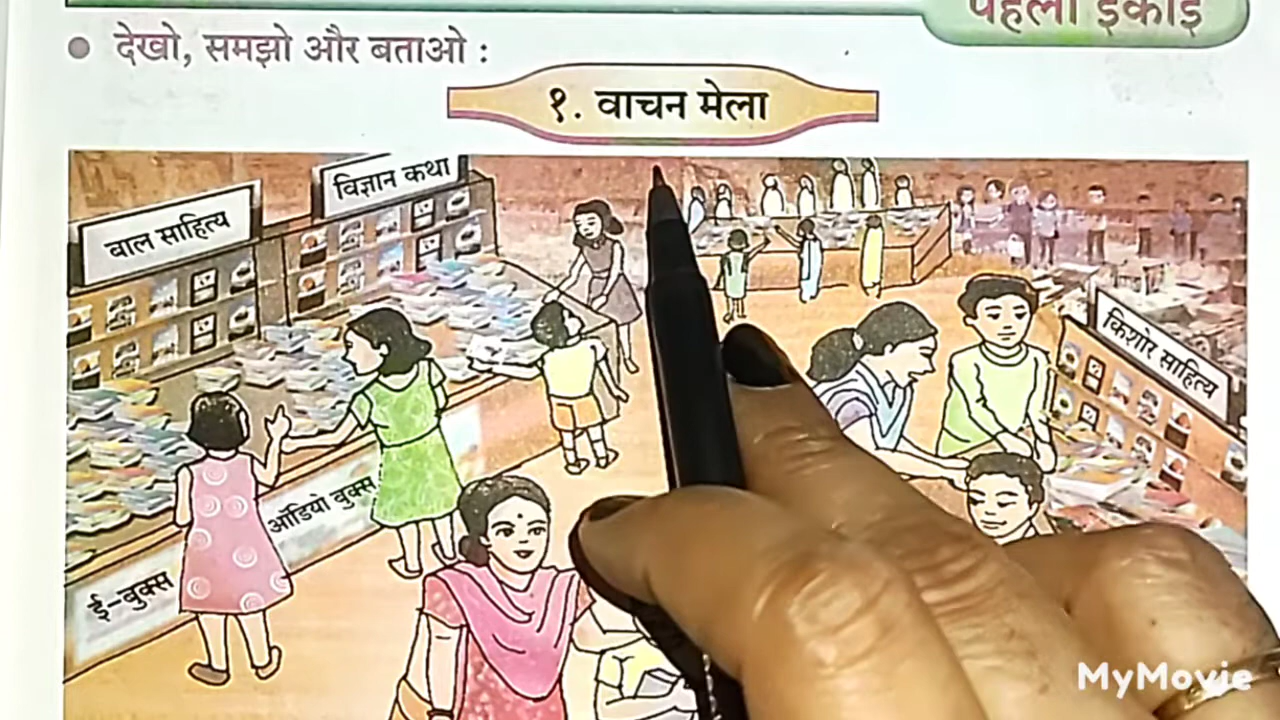 पहली इकाई
देखो, समझो और बताओ :
१. वाचन मेला
बाल साहित्य
विज्ञान कथा
किशोर साहित्य
ऑडियो बुक्स
ई-बुक्स
MyMovie